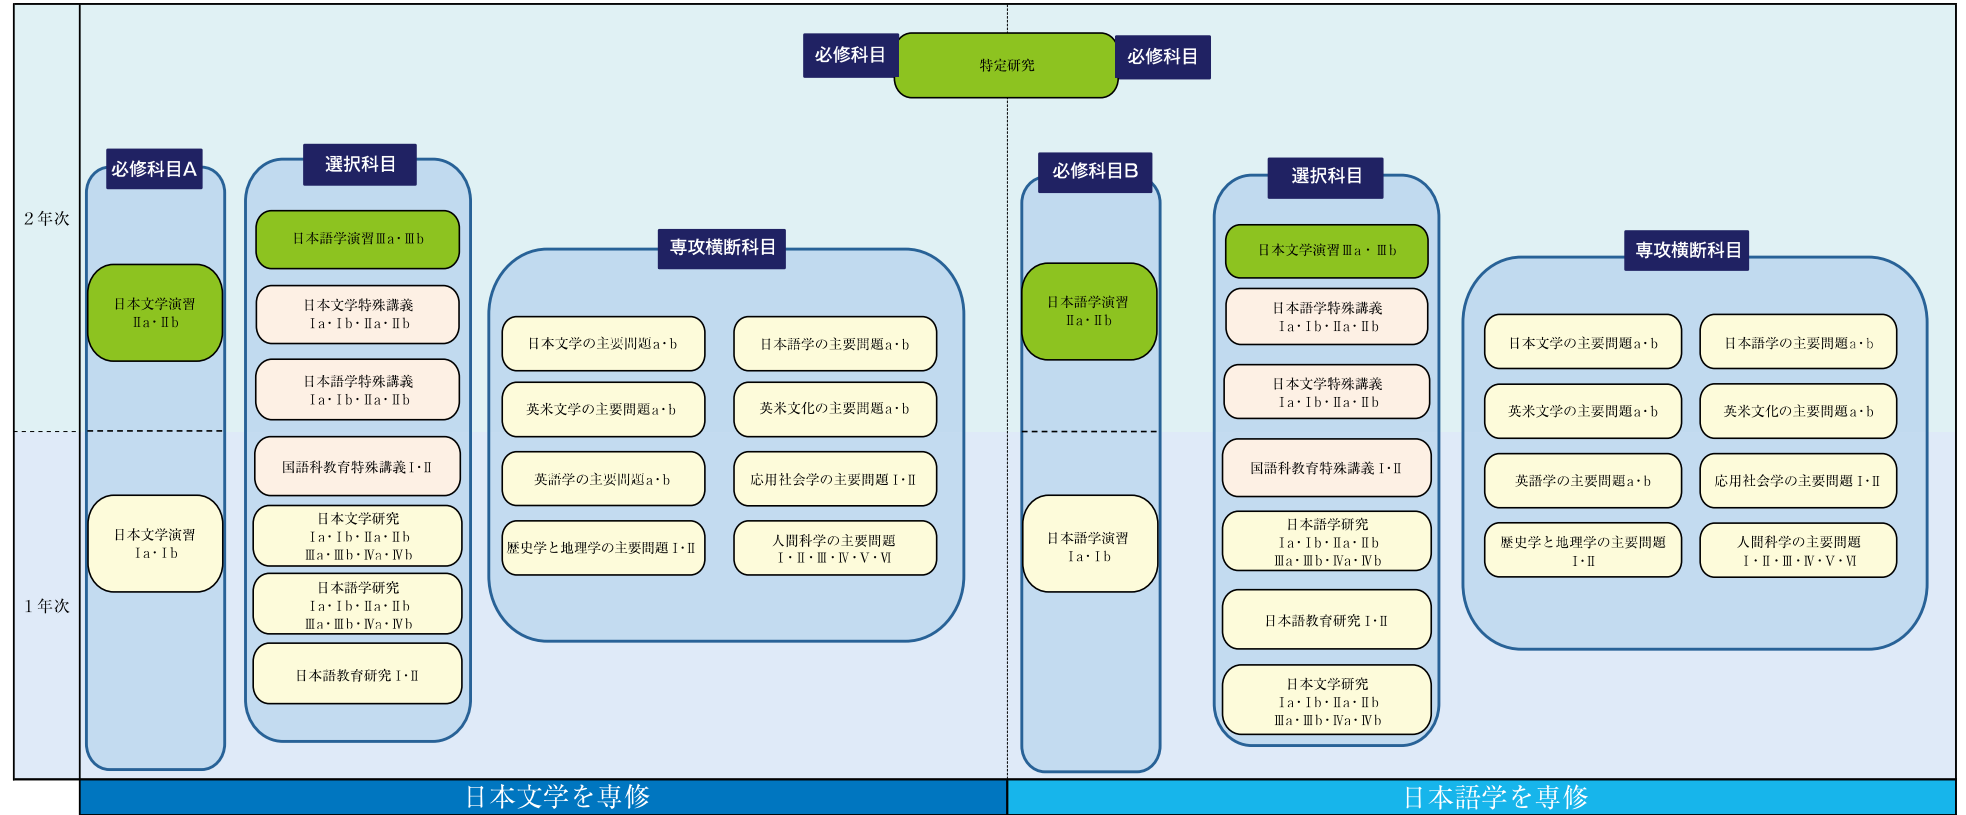 必修科目
特定研究
必修科目
2年次
1年次
必修科目A
日本文学演習
Ⅱa・Ⅱb
日本文学演習
Ⅰa・Ⅰb
選択科目
日本語学演習Ⅲa・Ⅲb
日本文学特殊講義
Ⅰa・Ⅰb・Ⅱa・Ⅱb
日本語学特殊講義
Ⅰa・Ⅰb・Ⅱa・Ⅱb
国語科教育特殊講義Ⅰ・Ⅱ
日本文学研究
Ⅰa・Ⅰb・Ⅱa・Ⅱb
Ⅲa・Ⅲb・Ⅳa・Ⅳb
日本語学研究
Ⅰa・Ⅰb・Ⅱa・Ⅱb
Ⅲa・Ⅲb・Ⅳa・Ⅳb
日本語教育研究Ⅰ・Ⅱ
専攻横断科目
日本文学の主要問題a・b
日本語学の主要問題a・b
英米文学の主要問題a・b
英米文化の主要問題a・b
英語学の主要問題a・b
応用社会学の主要問題Ⅰ・Ⅱ
歴史学と地理学の主要問題Ⅰ・Ⅱ
人間科学の主要問題
Ⅰ・Ⅱ・Ⅲ・Ⅳ・Ⅴ・Ⅵ
必修科目B
日本語学演習
Ⅱa・Ⅱb
日本語学演習
Ⅰa・Ⅰb
選択科目
日本文学演習Ⅲa・Ⅲb
日本語学特殊講義
Ⅰa・Ⅰb・Ⅱa・Ⅱb
日本文学特殊講義
Ⅰa・Ⅰb・Ⅱa・Ⅱb
国語科教育特殊講義Ⅰ・Ⅱ
日本語学研究
Ⅰa・Ⅰb・Ⅱa・Ⅱb
Ⅲa・Ⅲb・Ⅳa・Ⅳb
日本語教育研究Ⅰ・Ⅱ
日本文学研究
Ⅰa・Ⅰb・Ⅱa・Ⅱb
Ⅲa・Ⅲb・Ⅳa・Ⅳb
専攻横断科目
日本文学の主要問題a・b
日本語学の主要問題a・b
英米文学の主要問題a・b
英米文化の主要問題a・b
英語学の主要問題a・b
応用社会学の主要問題Ⅰ・Ⅱ
歴史学と地理学の主要問題
Ⅰ・Ⅱ
人間科学の主要問題
Ⅰ・Ⅱ・Ⅲ・Ⅳ・Ⅴ・Ⅵ
日本文学を専修
日本語学を専修